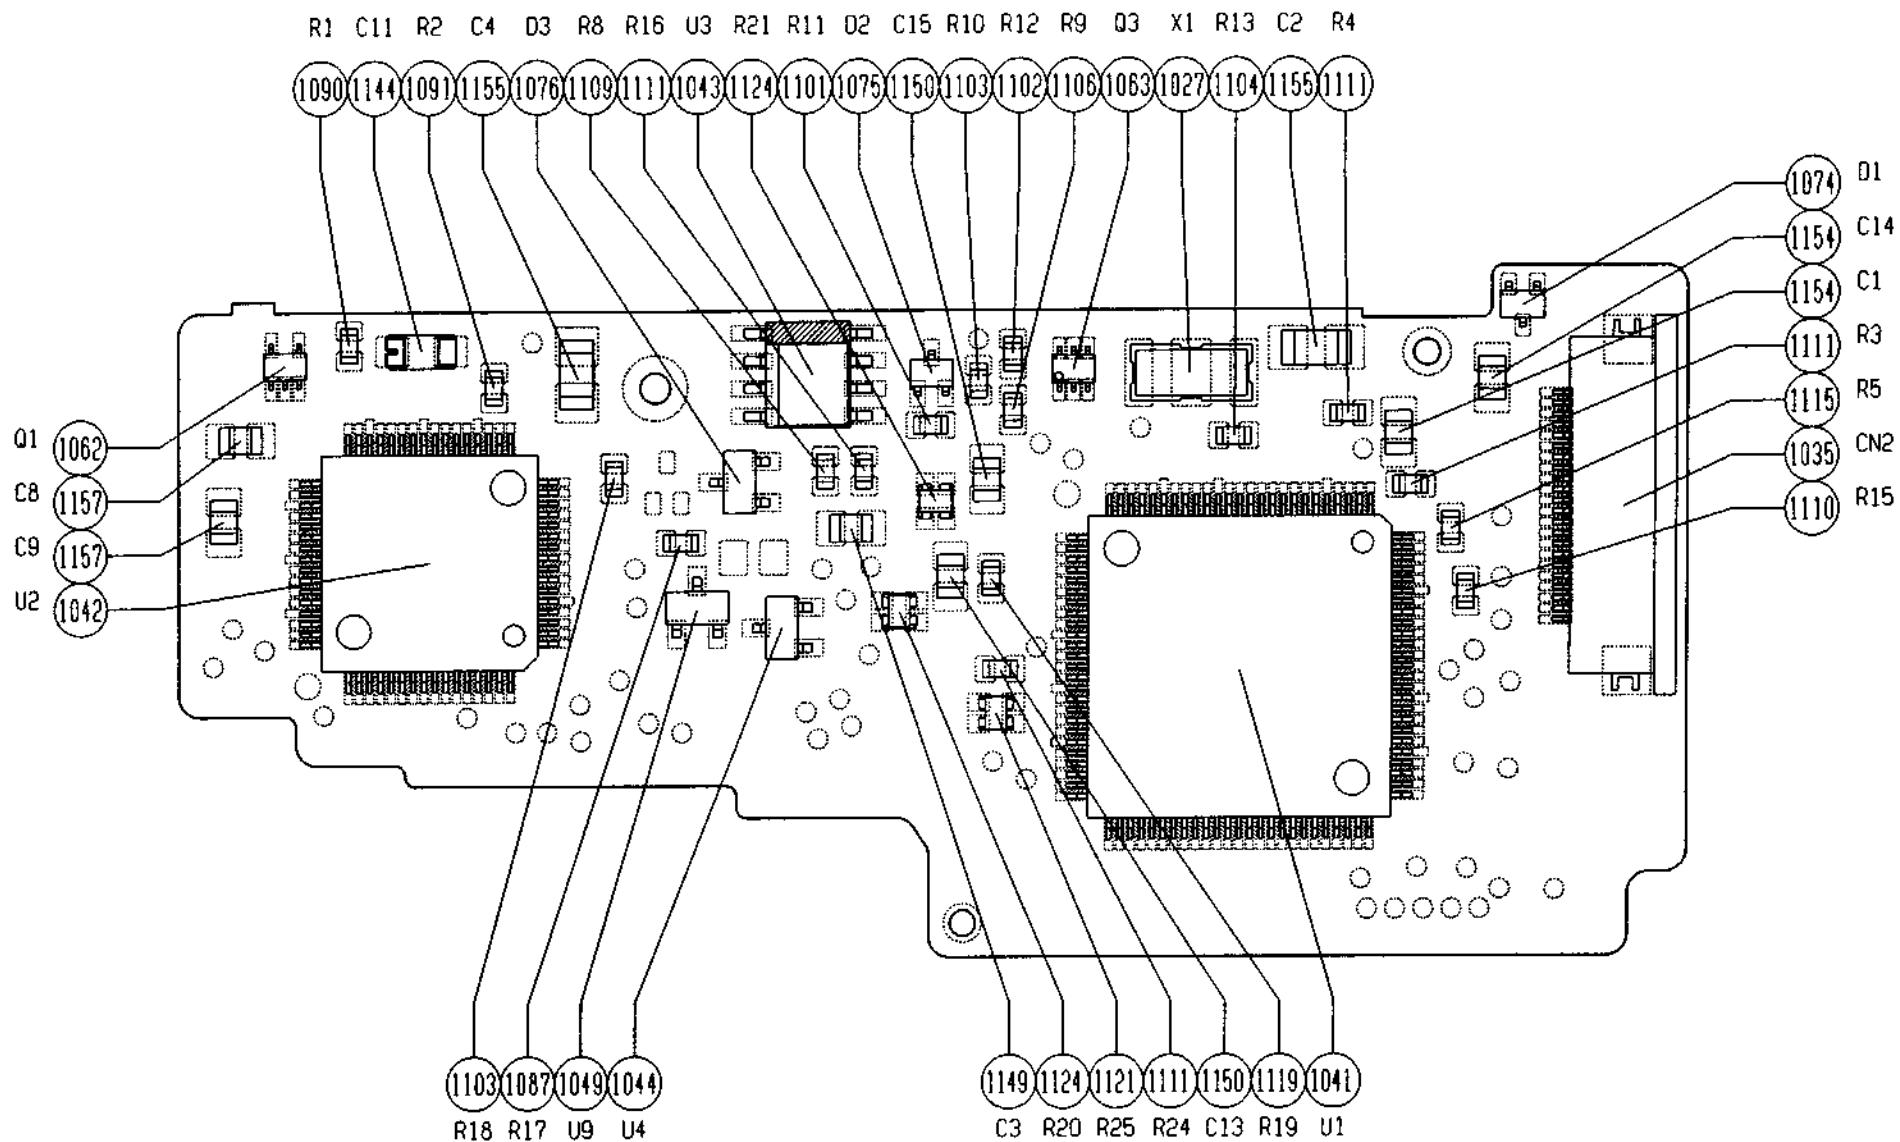 R1 C11 R2 C4 D3 R8 R16 U3 R21 R11 D2 C15 R10 R12 R9 Q3 X1 R13 C2 R4
1090 1144 1091 1155 1076 1109 1111 1043 1124 1101 1075 1150 1103 1102 1106 1063 1027 1104 1155 1111
1074 D1
1154 C14
1154 C1
1111 R3
1115 R5
1035 CN2
1110 R15
Q1 1062
C8 1157
C9 1157
U2 1042
1103 1087 1049 1044
R18 R17 U9 U4
1149 1124 1121 1111 1150 1119 1041
C3 R20 R25 R24 C13 R19 U1